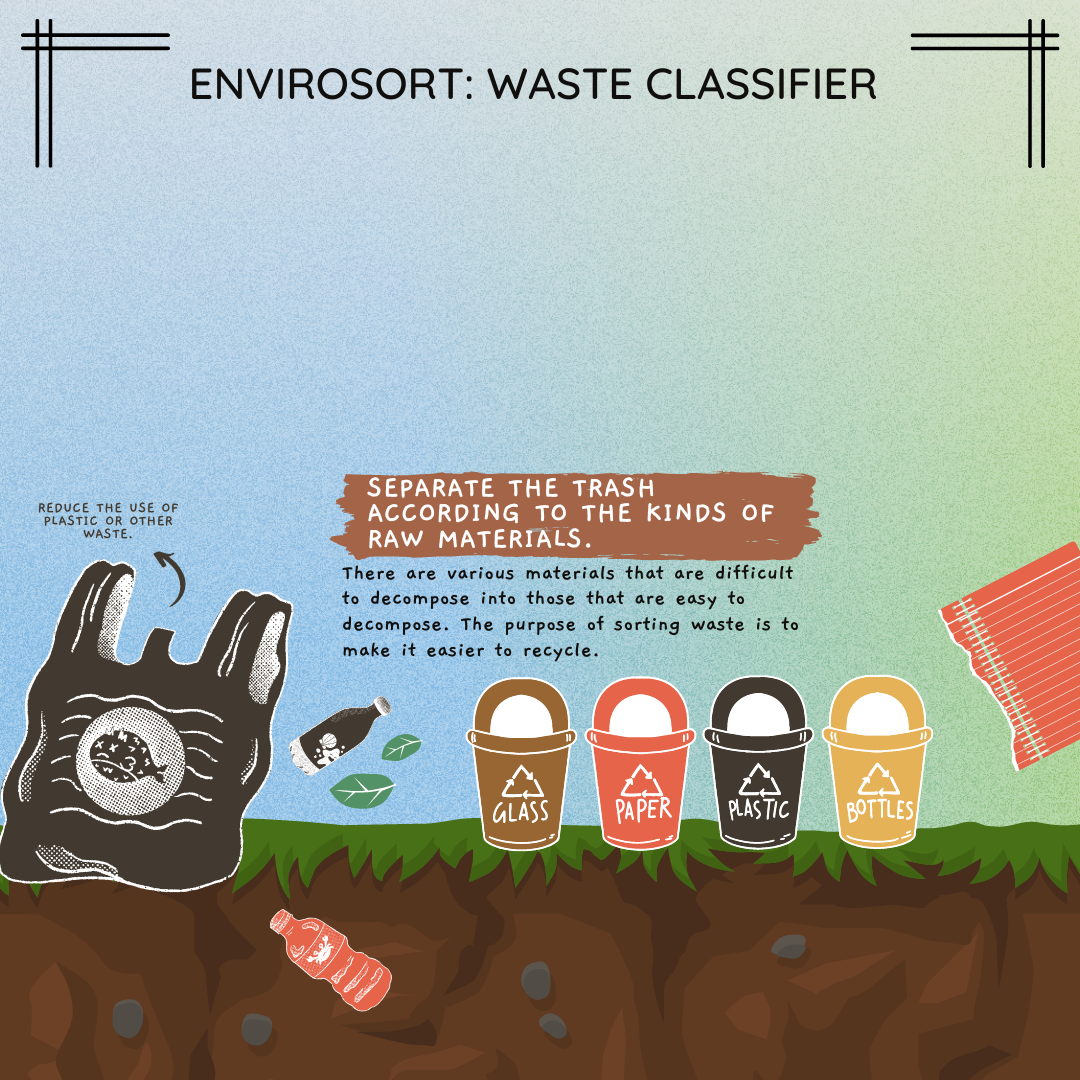 ENVIROSORT: WASTE CLASSIFIER
SEPARATE THE TRASH
ACCORDING TO THE KINDS OF
RAW MATERIALS.
REDUCE THE USE OF
PLASTIC OR OTHER
WASTE.
There are various materials that are difficult
to decompose into those that are easy to
decompose. The purpose of sorting waste is to
make it easier to recycle.
GLASS
PAPER
PLASTIC
BOTTLES